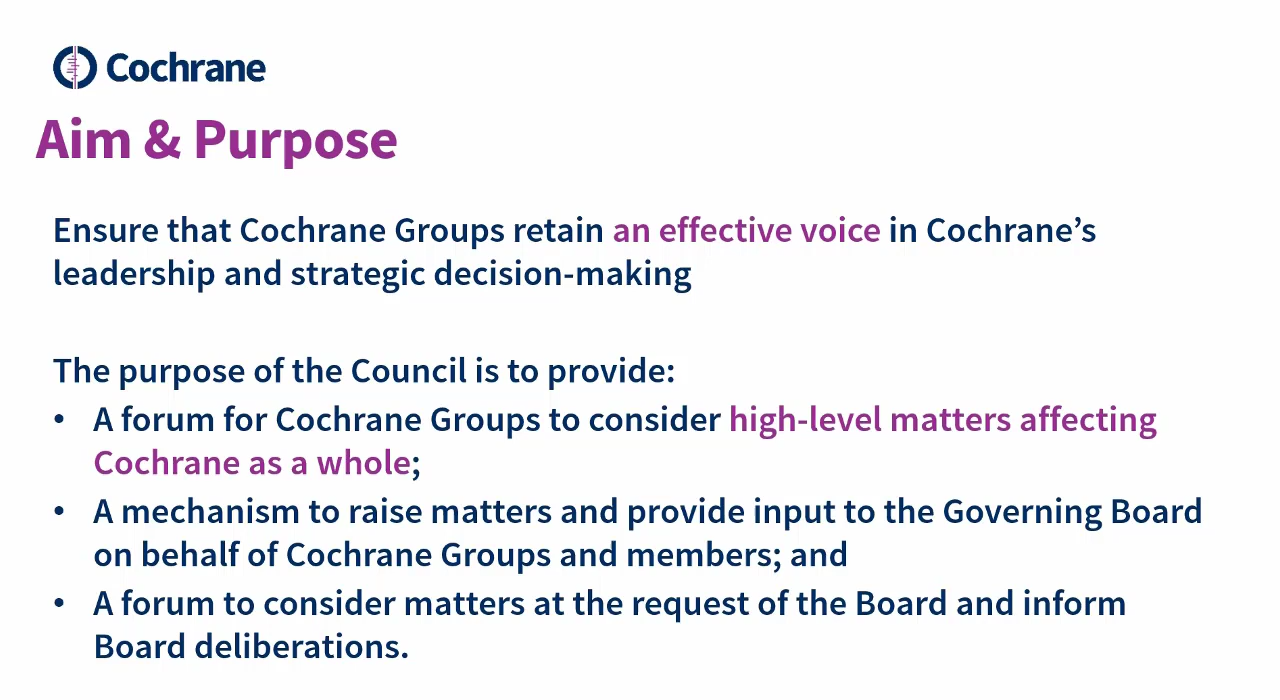 Cochrane
Aim & Purpose
Ensure that Cochrane Groups retain an effective voice in Cochrane’s
leadership and strategic decision-making
The purpose of the Council is to provide:
• A forum for Cochrane Groups to consider high-level matters affecting
Cochrane as a whole;
• A mechanism to raise matters and provide input to the Governing Board
on behalf of Cochrane Groups and members; and
• A forum to consider matters at the request of the Board and inform
Board deliberations.